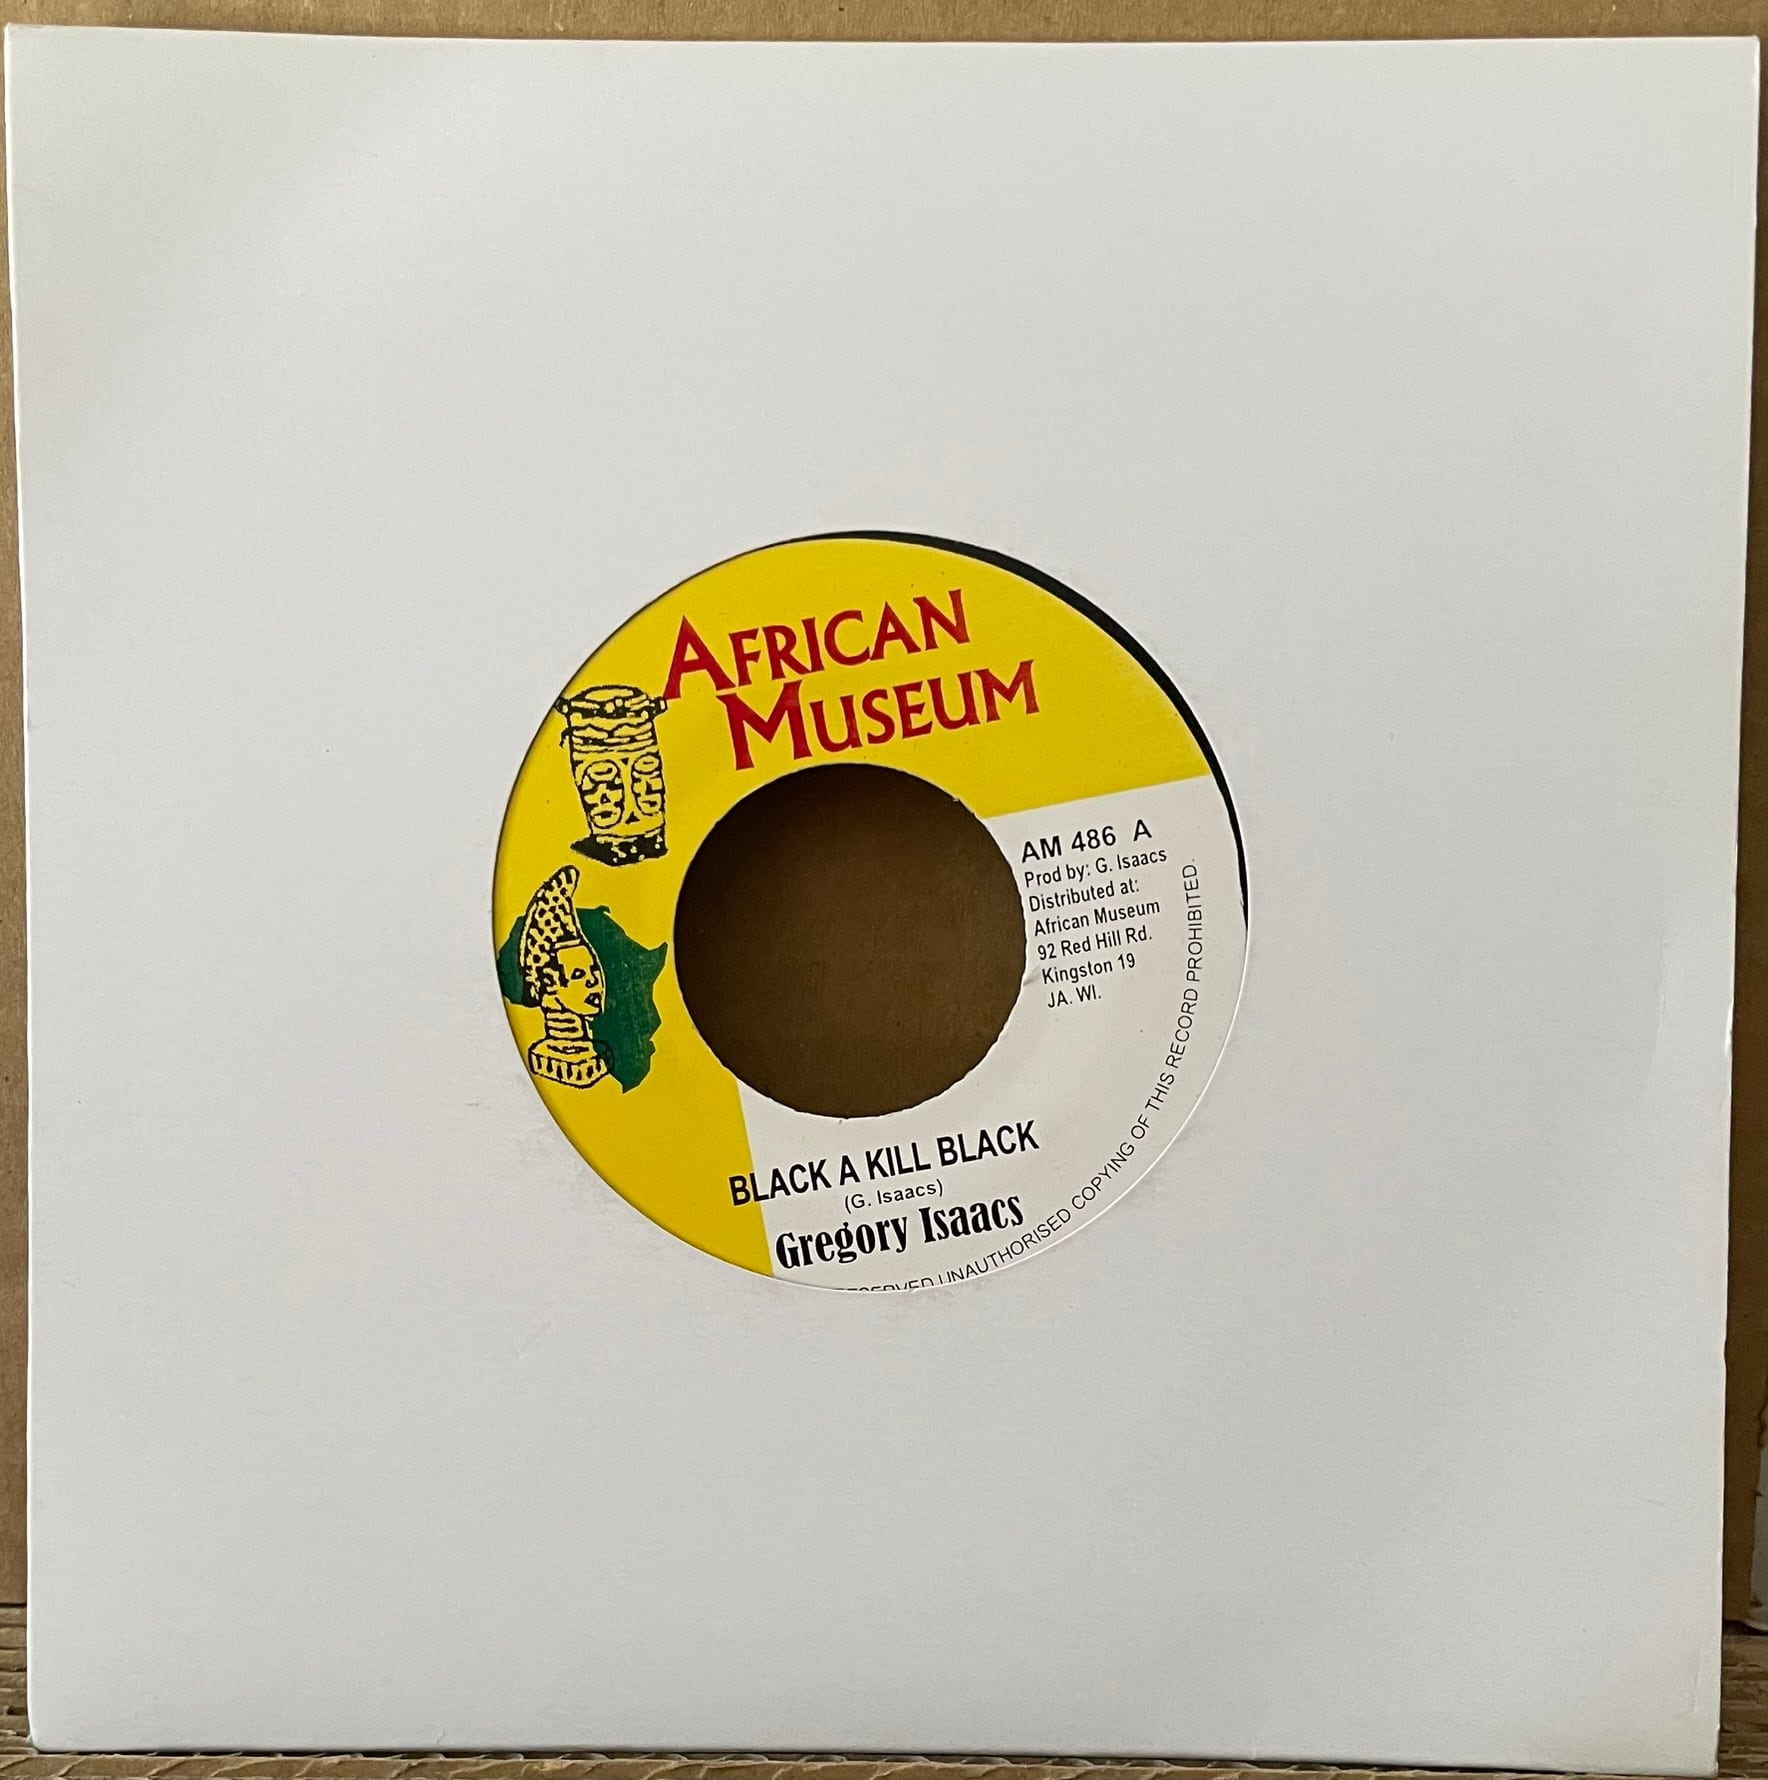 AFRICAN
MUSEUM
AM 486 A
Prod by: G. Isaacs
Distributed at:
African Museum
92 Red Hill Rd.
Kingston 19
JA. WI.
BLACK A KILL BLACK
(G. Isaacs)
Gregory Isaacs
UNAUTHORISED COPYING OF THIS RECORD PROHIBITED.